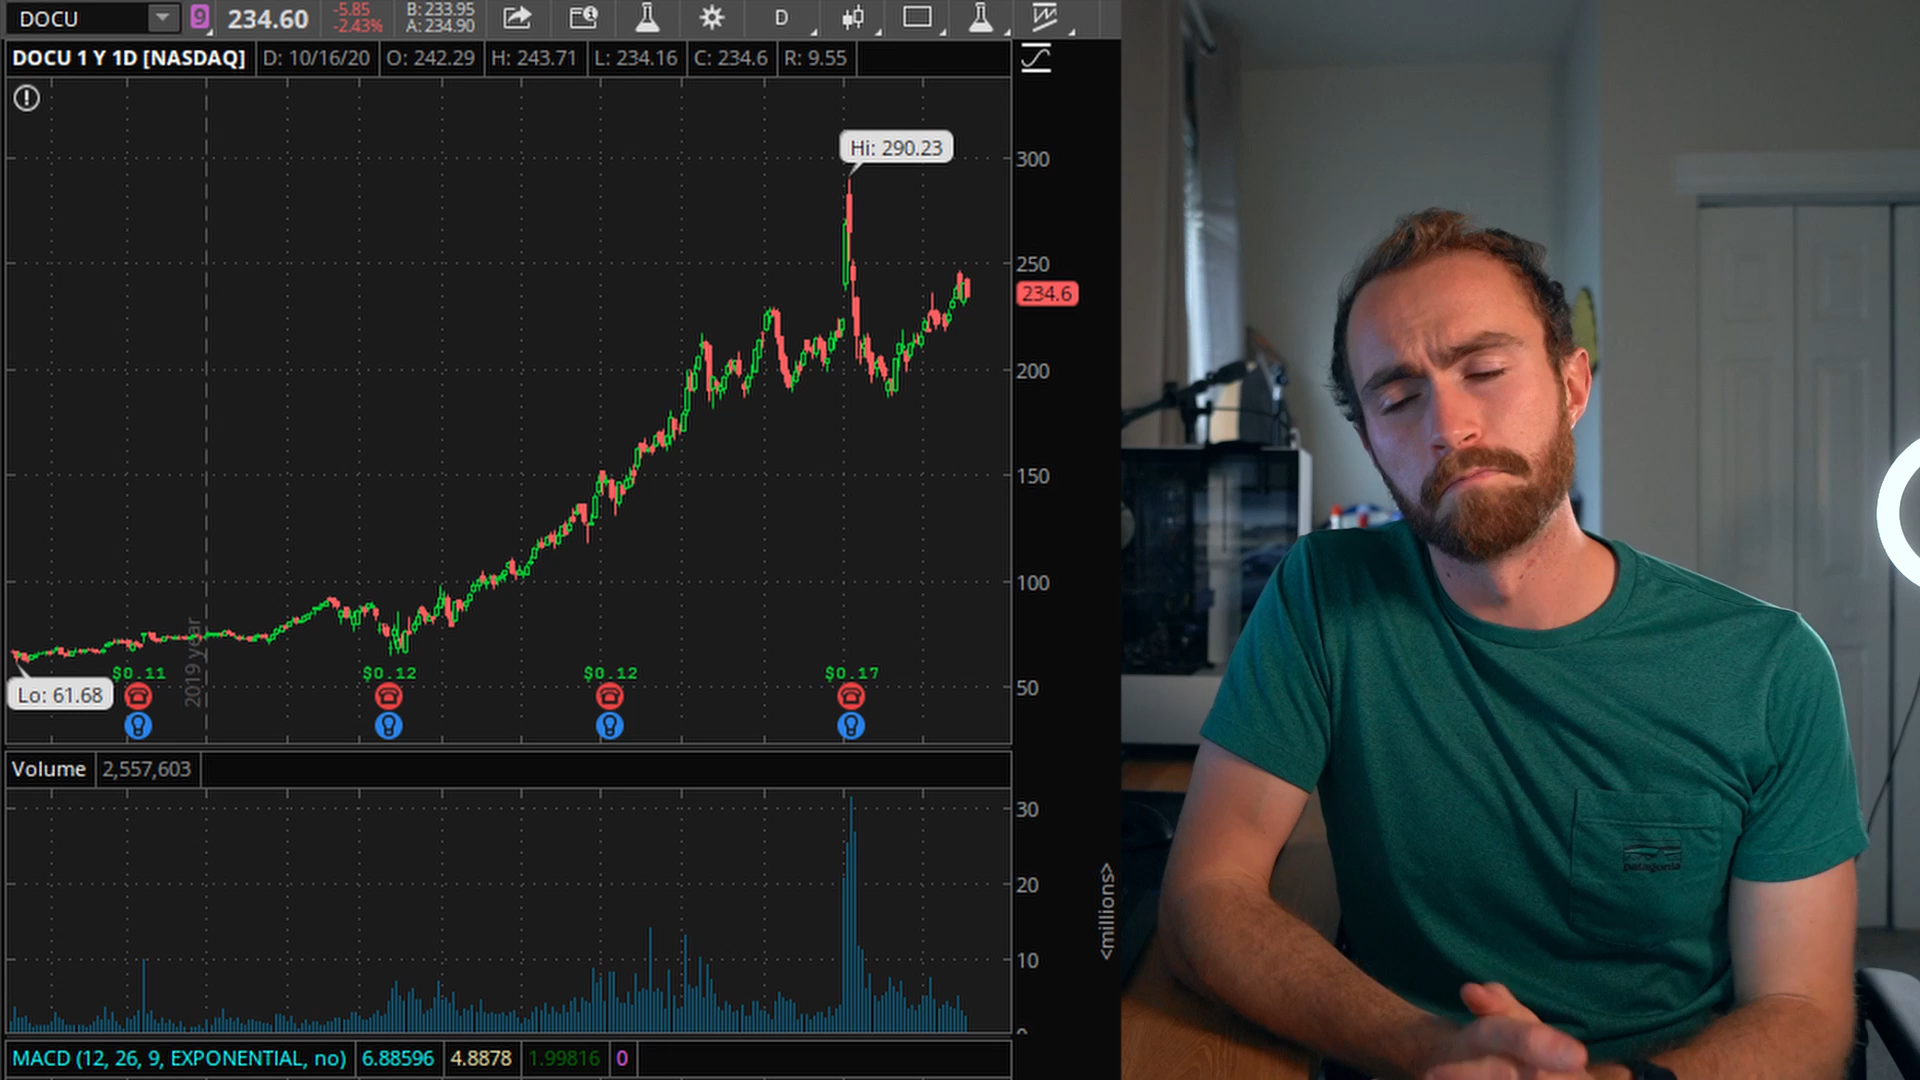 DOCU
9
234.60
-5.85
-2.43%
B: 233.95
A: 234.90
D
DOCU 1 Y 1D [NASDAQ]
D: 10/16/20
O: 242.29
H: 243.71
L: 234.16
C: 234.6
R: 9.55
Hi: 290.23
300
250
234.6
200
150
100
50
2019 year
Lo: 61.68
$0.11
$0.12
$0.12
$0.17
Volume
2,557,603
30
20
10
<millions>
MACD (12, 26, 9, EXPONENTIAL, no)
6.88596
4.8878
1.99816
0
patagonia